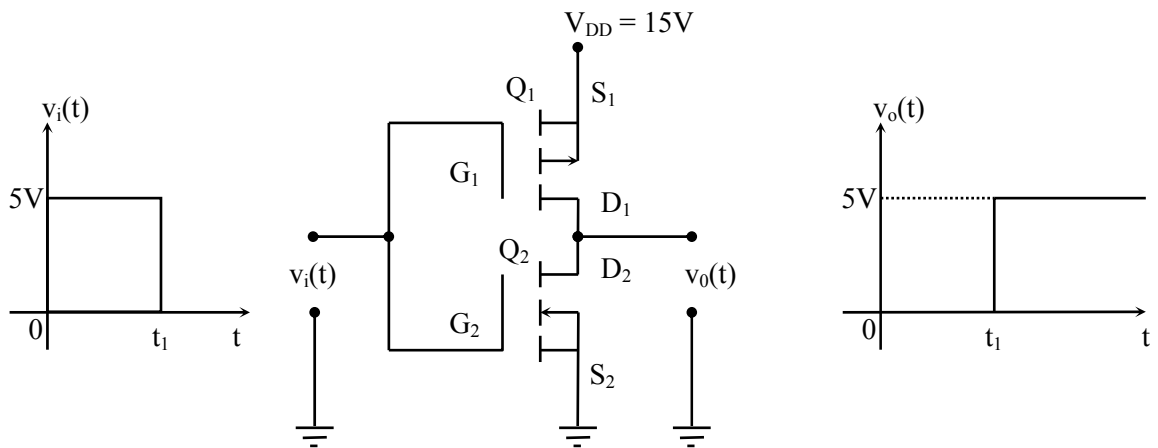 V_DD = 15V
v_i(t)
5V
0
t_1
t
Q_1
S_1
G_1
D_1
Q_2
D_2
v_i(t)
v_0(t)
G_2
S_2
v_o(t)
5V
0
t_1
t